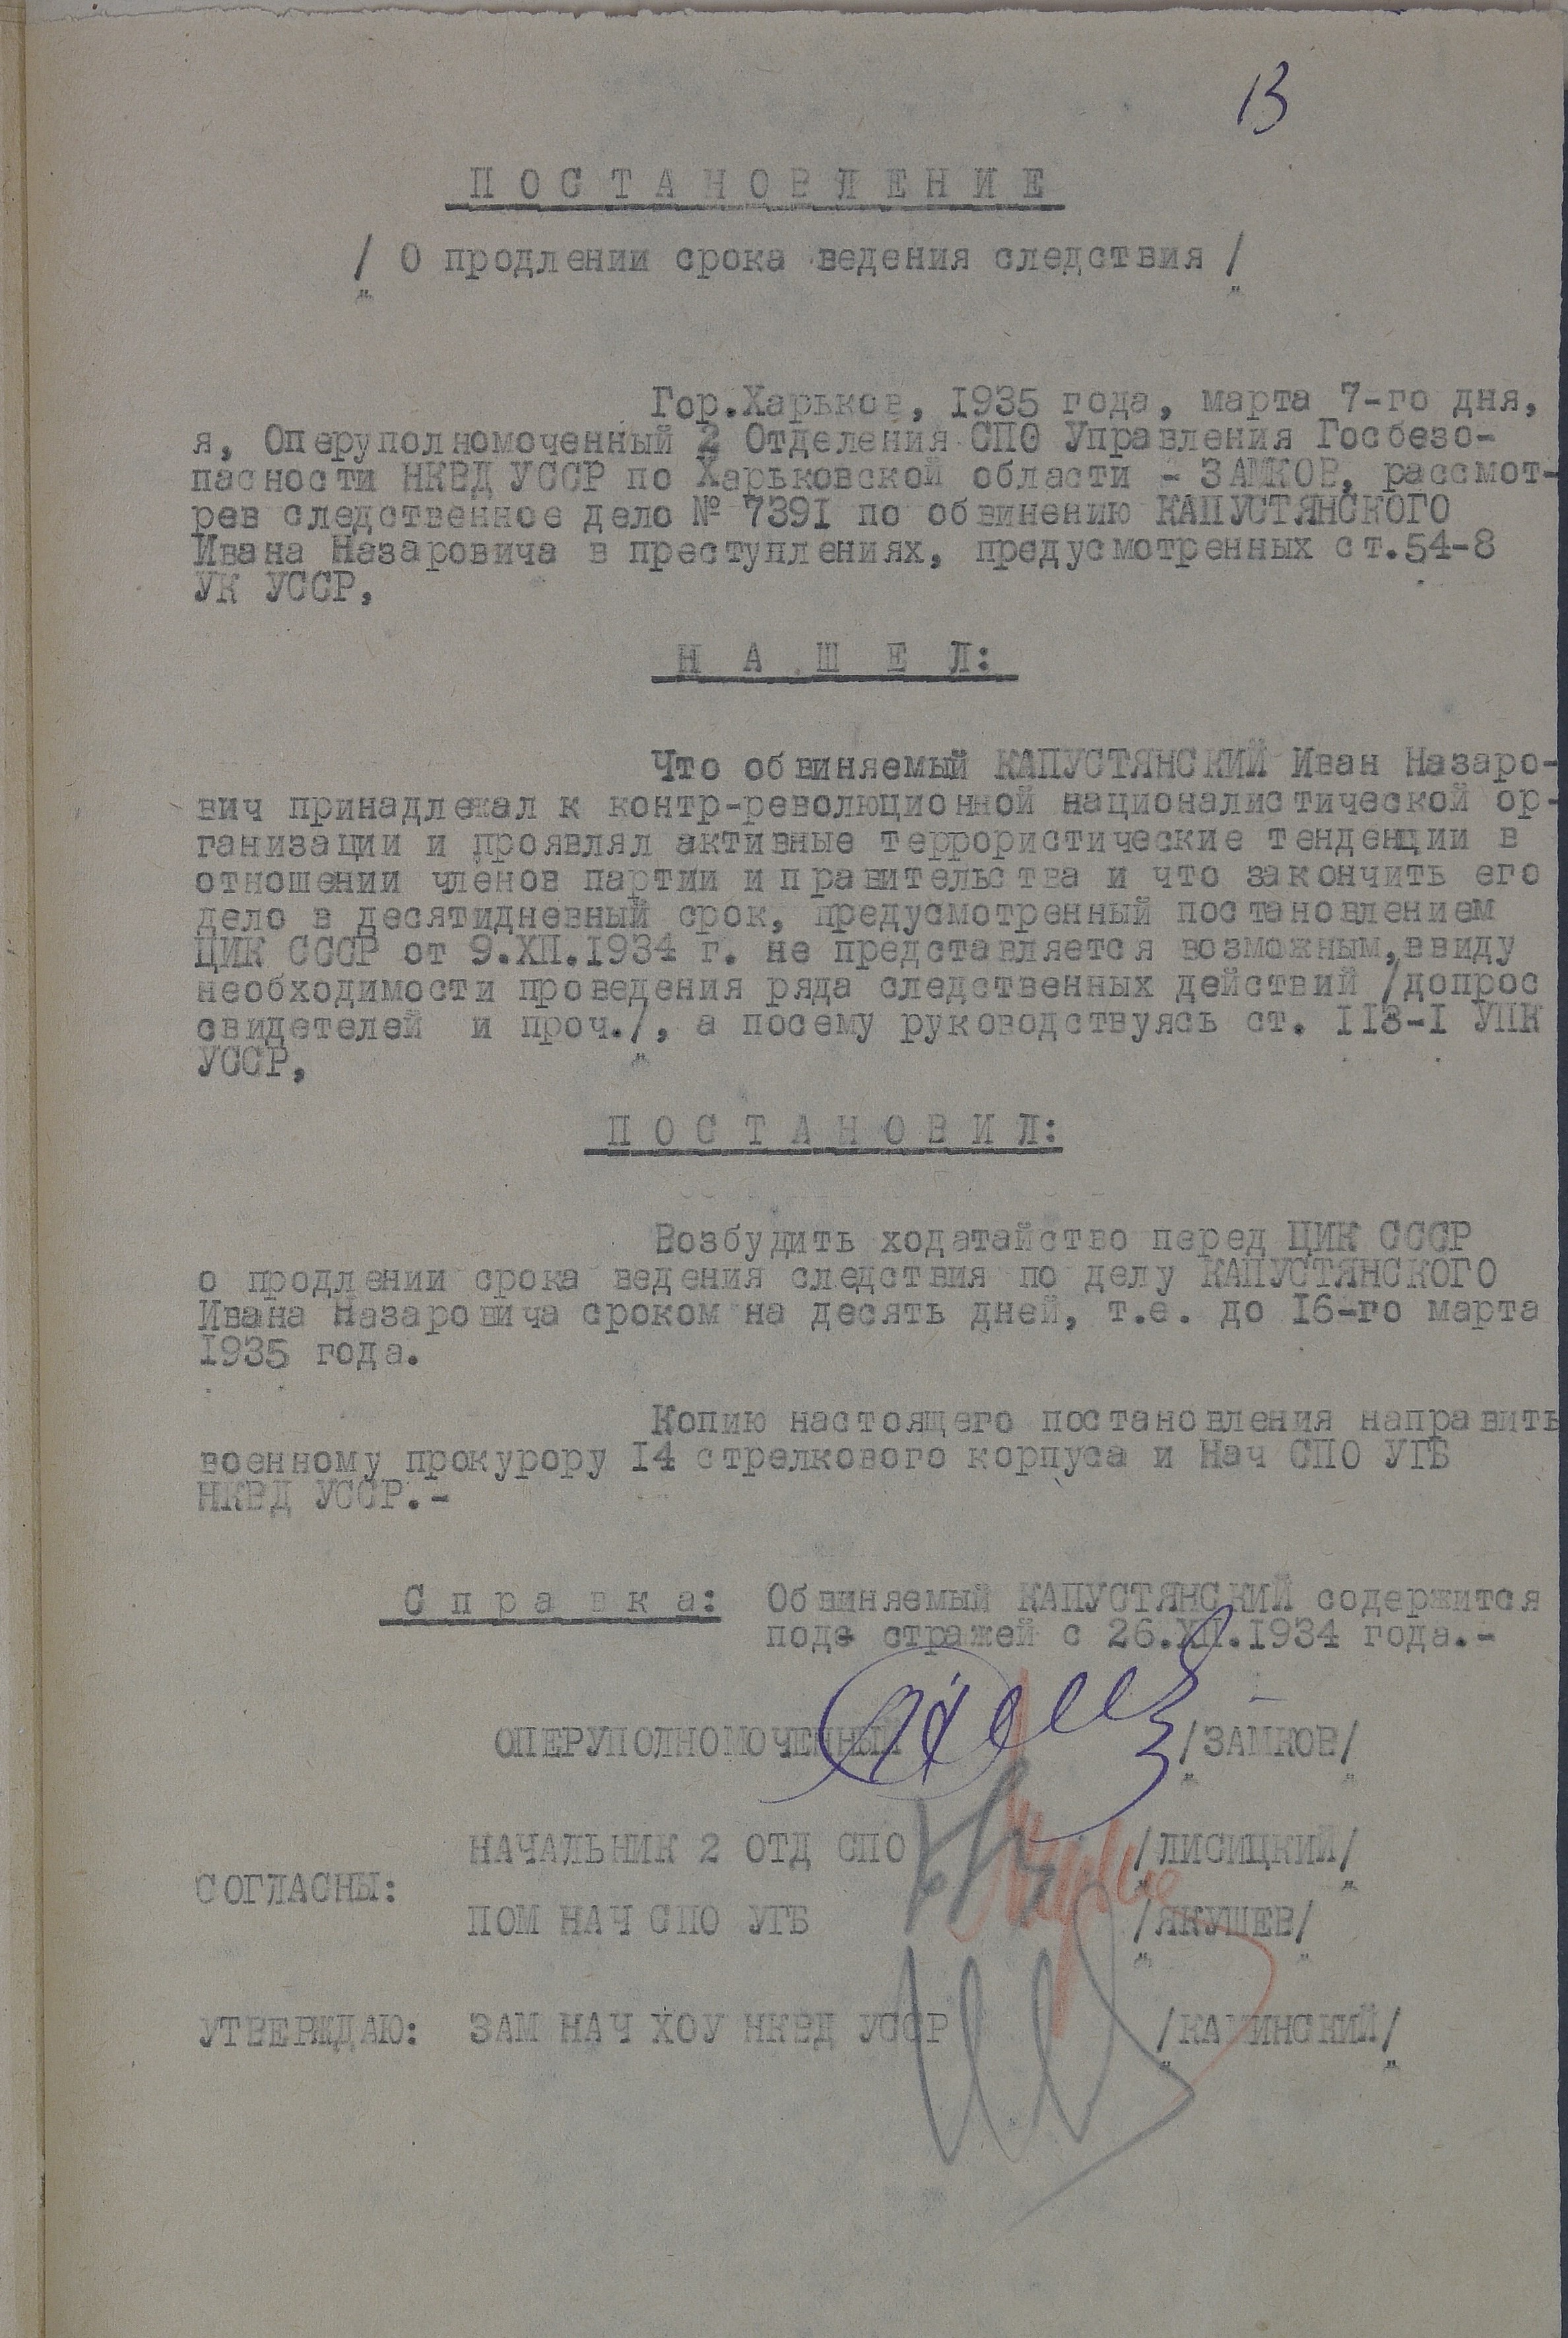 13
ПОСТАНОВЛЕНИЕ
/ О продлении срока ведения следствия /
Гор.Харьков, 1935 года, марта 7-го дня,
я, Оперуполномоченный 2 Отделения СПО Управления Госбезо-
пасности НКВД УССР по Харьковской области - ЗАМКОВ, рассмот-
рев следственное дело № 7391 по обвинению КАПУСТЯНСКОГО
Ивана Назаровича в преступлениях, предусмотренных ст.54-8
УК УССР,
НАШЕЛ:
Что обвиняемый КАПУСТЯНСКИЙ Иван Назаро-
вич принадлежал к контр-революционной националистической ор-
ганизации и проявлял активные террористические тенденции в
отношении членов партии и правительства и что закончить его
дело в десятидневный срок, предусмотренный постановлением
ЦИК СССР от 9.XII.1934 г. не представляется возможным,ввиду
необходимости проведения ряда следственных действий /допрос
свидетелей и проч./, а посему руководствуясь ст. 113-1 УПК
УССР,
ПОСТАНОВИЛ:
Возбудить ходатайство перед ЦИК СССР
о продлении срока ведения следствия по делу КАПУСТЯНСКОГО
Ивана Назаровича сроком на десять дней, т.е. до 16-го марта
1935 года.
Копию настоящего постановления направить
военному прокурору 14 стрелкового корпуса и Нач СПО УГБ
НКВД УССР.-
Справка: Обвиняемый КАПУСТЯНСКИЙ содержится
под стражей с 26.XII.1934 года.-
ОПЕРУПОЛНОМОЧЕННЫЙ /ЗАМКОВ/
НАЧАЛЬНИК 2 ОТД СПО /ЛИСИЦКИЙ/
СОГЛАСНЫ:
ПОМ НАЧ СПО УГБ /ЯКУШЕВ/
УТВЕРЖДАЮ: ЗАМ НАЧ ХОУ НКВД УССР /КАМИНСКИЙ/